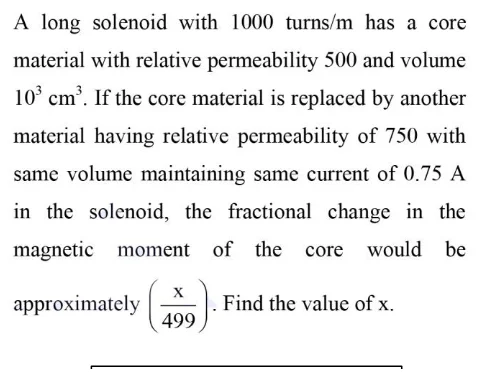 A long solenoid with 1000 turns/m has a core
material with relative permeability 500 and volume
10³ cm³. If the core material is replaced by another
material having relative permeability of 750 with
same volume maintaining same current of 0.75 A
in the solenoid, the fractional change in the
magnetic moment of the core would be
approximately (x/499). Find the value of x.